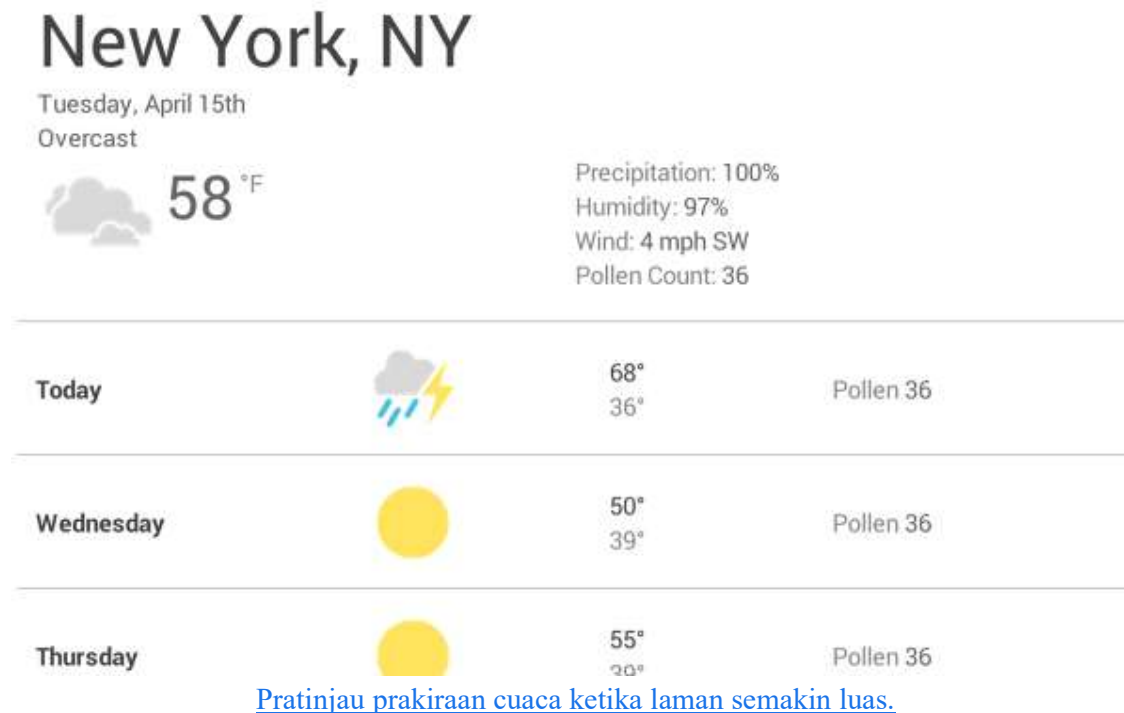 New York, NY
Tuesday, April 15th
Overcast
58 °F
Precipitation: 100%
Humidity: 97%
Wind: 4 mph SW
Pollen Count: 36
Today 68° Pollen 36
36°
Wednesday 50° Pollen 36
39°
Thursday 55° Pollen 36
39°
Pratinjau prakiraan cuaca ketika laman semakin luas.